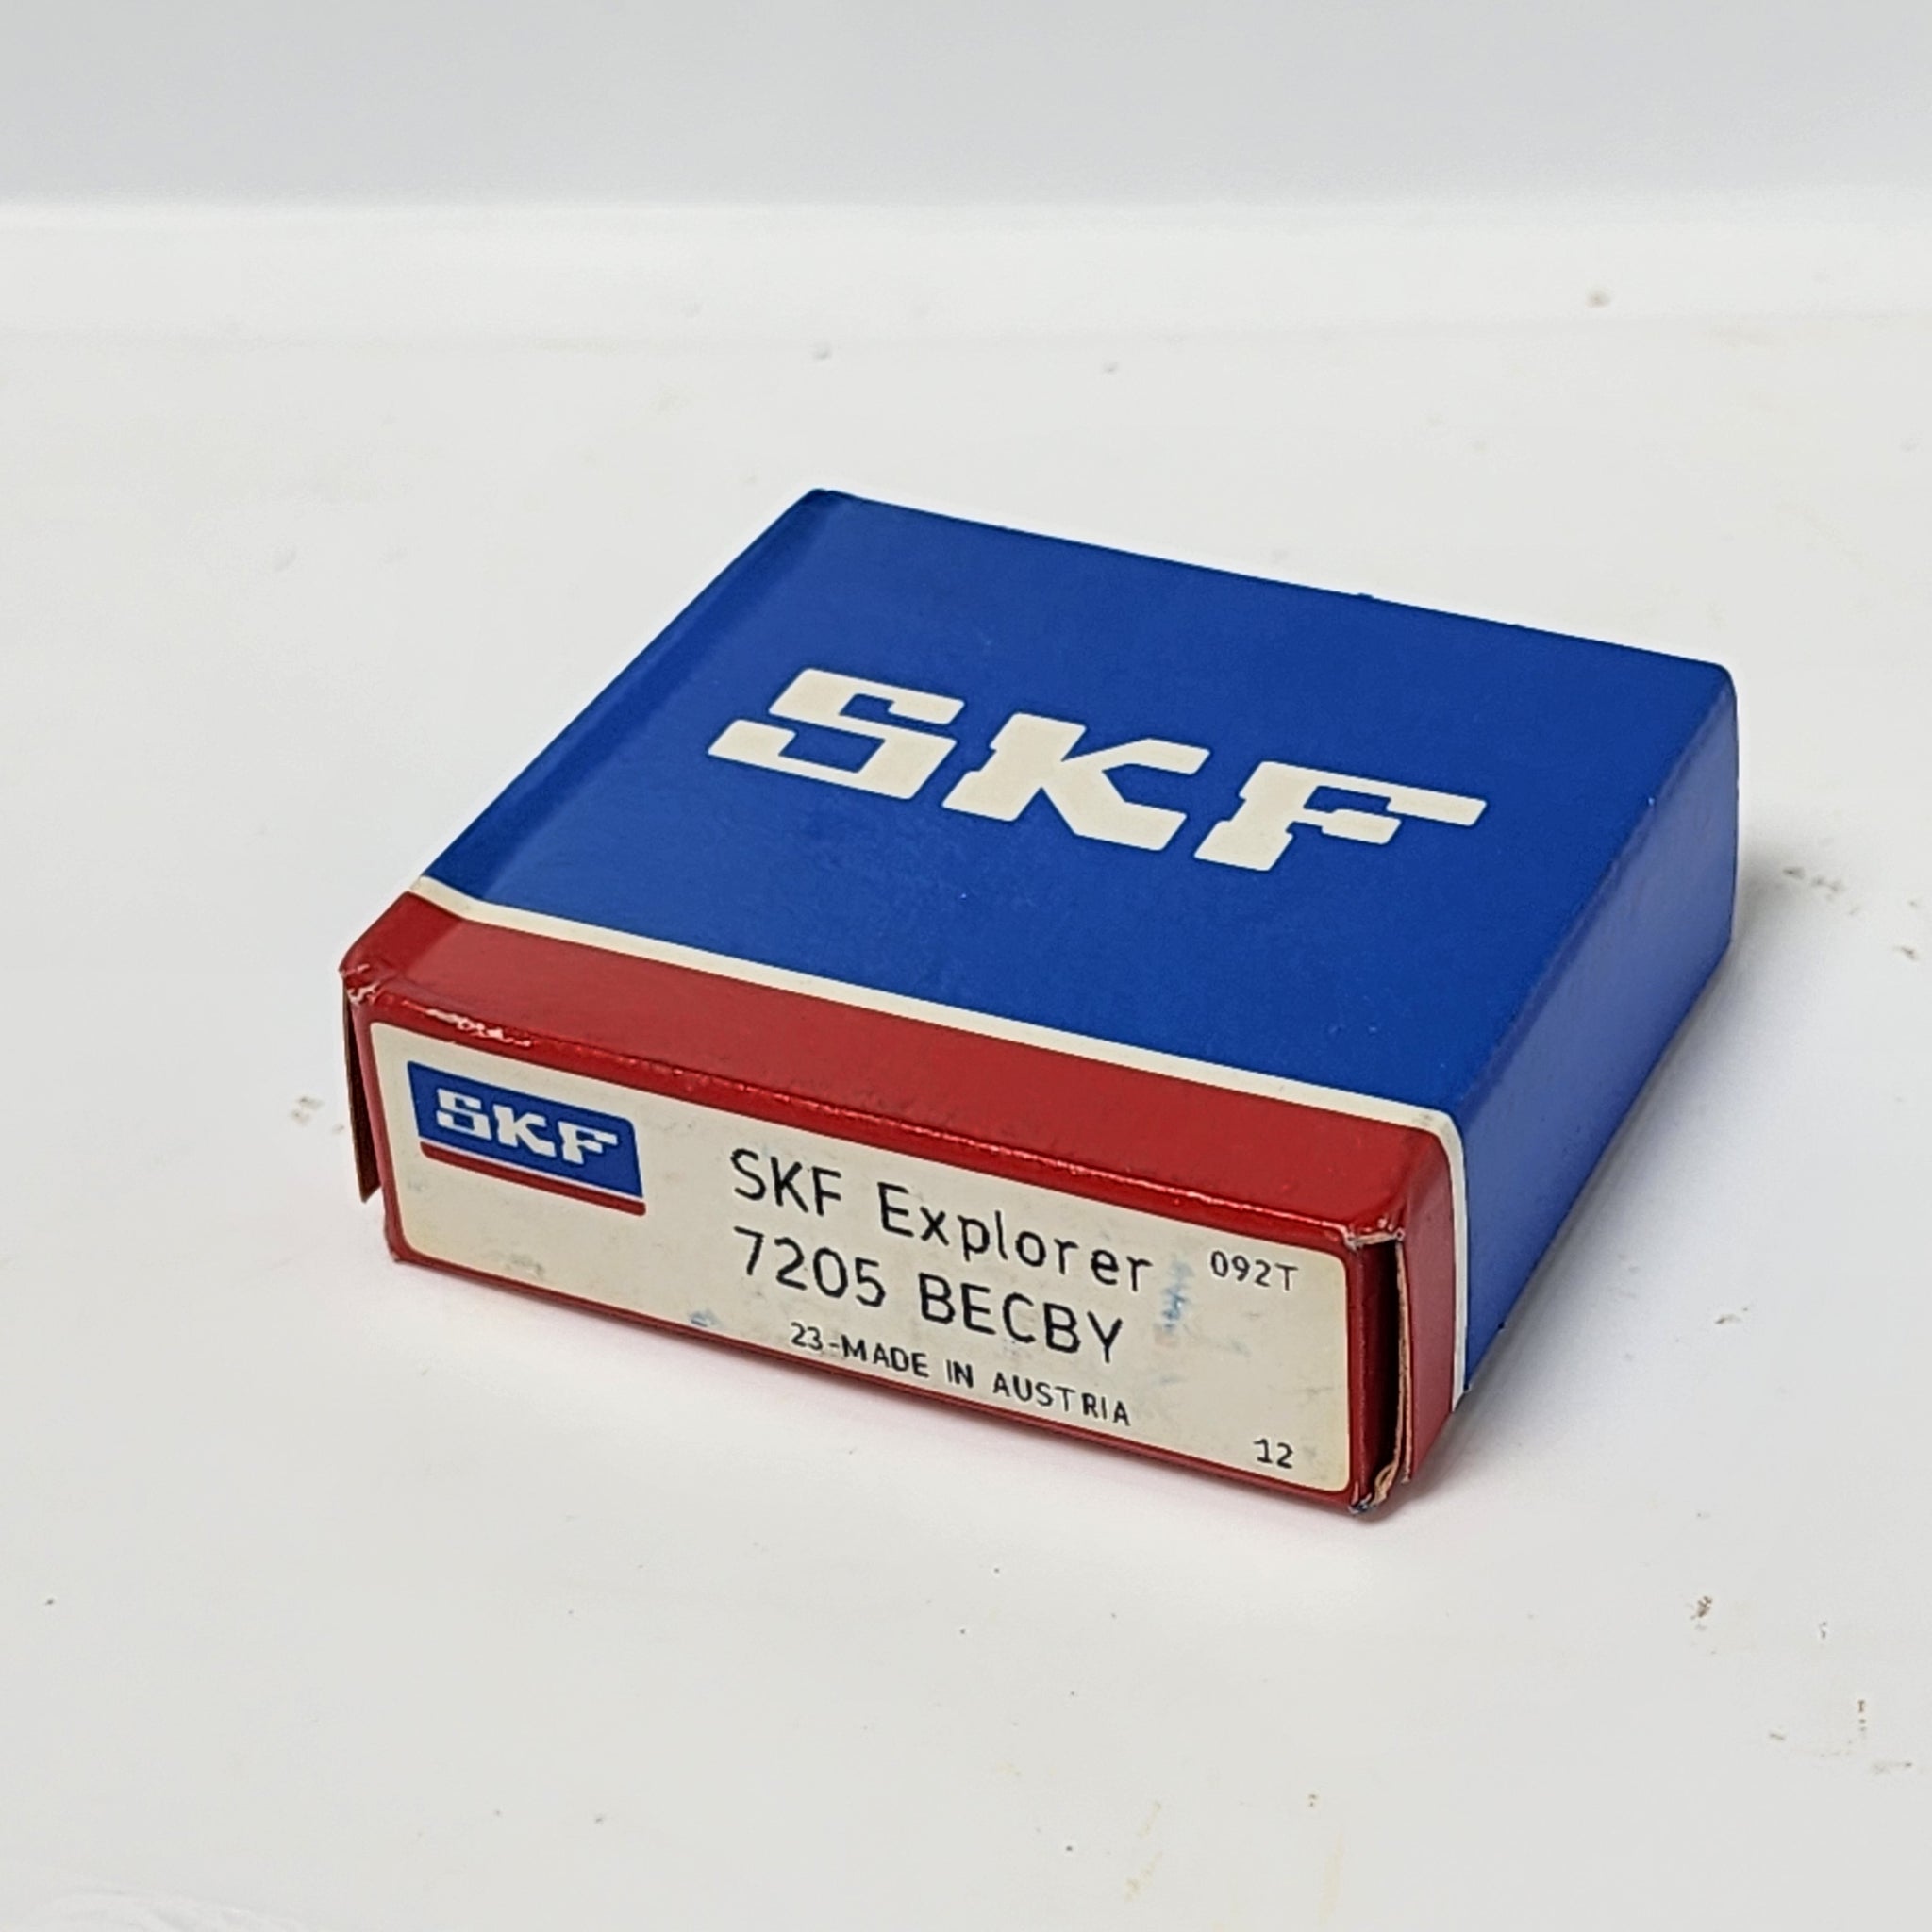 SKF
SKF
SKF Explorer
092T
7205 BECBY
23-MADE IN AUSTRIA
12